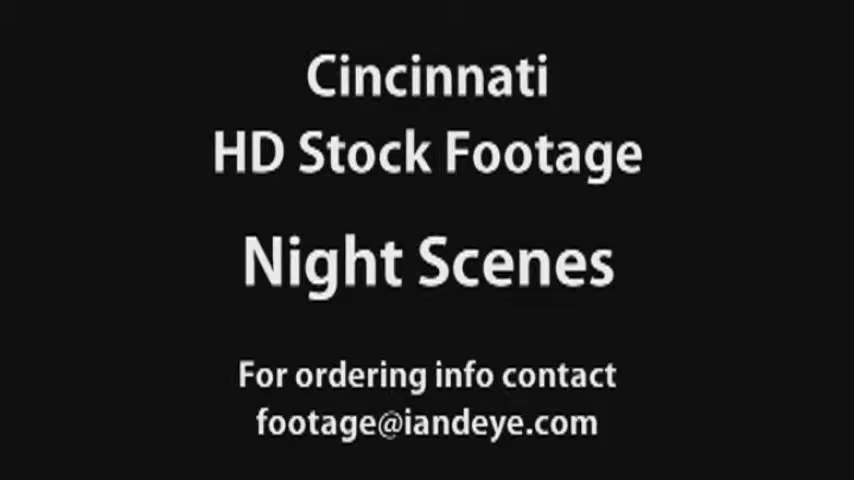 Cincinnati
HD Stock Footage
Night Scenes
For ordering info contact
footage@iandeye.com